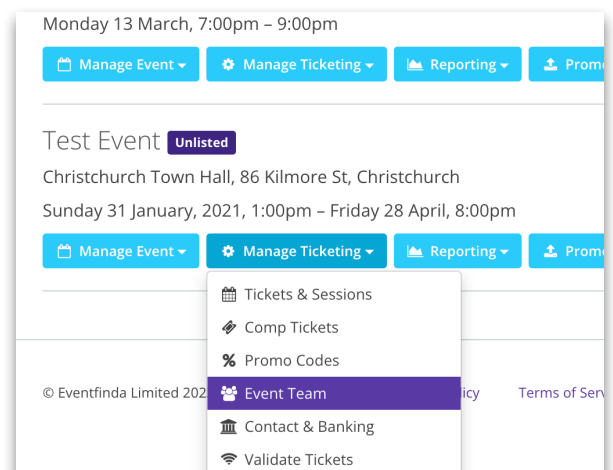 Monday 13 March, 7:00pm – 9:00pm
Manage Event Manage Ticketing Reporting
Test Event Unlisted
Christchurch Town Hall, 86 Kilmore St, Christchurch
Sunday 31 January, 2021, 1:00pm – Friday 28 April, 8:00pm
Manage Event Manage Ticketing Reporting
Tickets & Sessions
Comp Tickets
% Promo Codes
© Eventfinda Limited Event Team Terms of
Contact & Banking
Validate Tickets